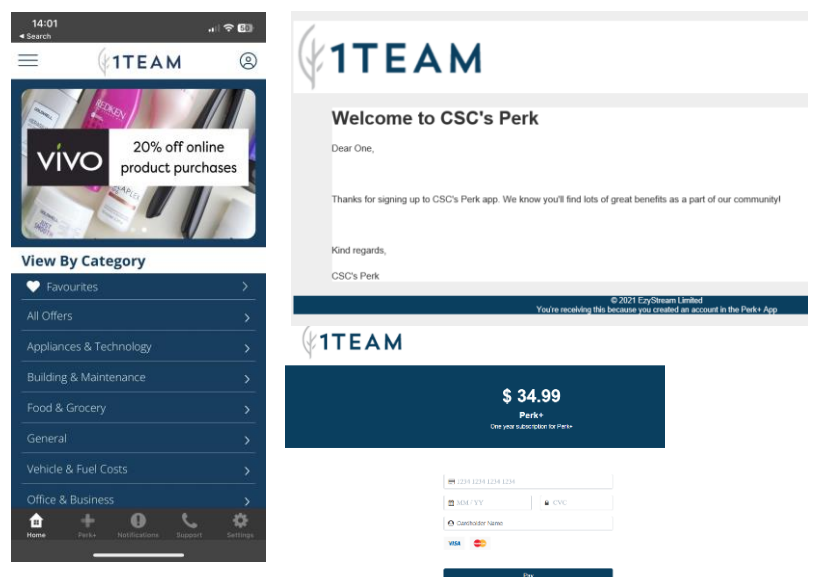 14:01
58
◄ Search
1TEAM
REDKEN
vivo
20% off online
product purchases
View By Category
Favourites
All Offers
Appliances & Technology
Building & Maintenance
Food & Grocery
General
Vehicle & Fuel Costs
Office & Business
Home Perk+ Notifications Support Settings
1TEAM
Welcome to CSC's Perk
Dear One,
Thanks for signing up to CSC's Perk app. We know you'll find lots of great benefits as a part of our community!
Kind regards,
CSC's Perk
© 2021 EzyStream Limited
You're receiving this because you created an account in the Perk+ App
1TEAM
$ 34.99
Perk+
One year subscription for Perk+
1234 1234 1234 1234
MM / YY
CVC
Cardholder Name
VISA
Pay